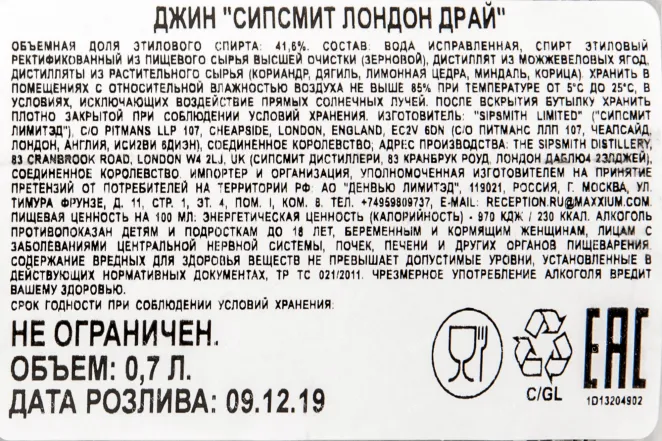 ДЖИН "СИПСМИТ ЛОНДОН ДРАЙ"
ОБЪЕМНАЯ ДОЛЯ ЭТИЛОВОГО СПИРТА: 41,6%. СОСТАВ: ВОДА ИСПРАВЛЕННАЯ, СПИРТ ЭТИЛОВЫЙ
РЕКТИФИКОВАННЫЙ ИЗ ПИЩЕВОГО СЫРЬЯ ВЫСШЕЙ ОЧИСТКИ (ЗЕРНОВОЙ), ДИСТИЛЛЯТ ИЗ МОЖЖЕВЕЛОВЫХ ЯГОД,
ДИСТИЛЛЯТЫ ИЗ РАСТИТЕЛЬНОГО СЫРЬЯ (КОРИАНДР, ДЯГИЛЬ, ЛИМОННАЯ ЦЕДРА, МИНДАЛЬ, КОРИЦА). ХРАНИТЬ В
ПОМЕЩЕНИЯХ С ОТНОСИТЕЛЬНОЙ ВЛАЖНОСТЬЮ ВОЗДУХА НЕ ВЫШЕ 85% ПРИ ТЕМПЕРАТУРЕ ОТ 5°С ДО 25°С, В
УСЛОВИЯХ, ИСКЛЮЧАЮЩИХ ВОЗДЕЙСТВИЕ ПРЯМЫХ СОЛНЕЧНЫХ ЛУЧЕЙ. ПОСЛЕ ВСКРЫТИЯ БУТЫЛКУ ХРАНИТЬ
ПЛОТНО ЗАКРЫТОЙ ПРИ СОБЛЮДЕНИИ УСЛОВИЙ ХРАНЕНИЯ. ИЗГОТОВИТЕЛЬ: "SIPSMITH LIMITED" ("СИПСМИТ
ЛИМИТЭД"), C/O PITMANS LLP 107, CHEAPSIDE, LONDON, ENGLAND, EC2V 6DN (С/О ПИТМАНС ЛЛП 107, ЧЕАПСАЙД,
ЛОНДОН, АНГЛИЯ, ИСИ2ВИ 6ДИЭН), СОЕДИНЕННОЕ КОРОЛЕВСТВО; АДРЕС ПРОИЗВОДСТВА: THE SIPSMITH DISTILLERY,
83 CRANBROOK ROAD, LONDON W4 2LJ, UK (СИПСМИТ ДИСТИЛЛЕРИ, 83 КРАНЬБРУК РОУД, ЛОНДОН ДАБЛЮ4 2ЭЛДЖЕЙ),
СОЕДИНЕННОЕ КОРОЛЕВСТВО. ИМПОРТЕР И ОРГАНИЗАЦИЯ, УПОЛНОМОЧЕННАЯ ИЗГОТОВИТЕЛЕМ НА ПРИНЯТИЕ
ПРЕТЕНЗИЙ ОТ ПОТРЕБИТЕЛЕЙ НА ТЕРРИТОРИИ РФ: АО "ДЕНВЬЮ ЛИМИТЭД", 119021, РОССИЯ, Г. МОСКВА, УЛ.
ТИМУРА ФРУНЗЕ, Д. 11, СТР. 1, ЭТ. 4, ПОМ. I, КОМ. 8. ТЕЛ. +74959809737, E-MAIL: RECEPTION.RU@MAXXIUM.COM.
ПИЩЕВАЯ ЦЕННОСТЬ НА 100 МЛ: ЭНЕРГЕТИЧЕСКАЯ ЦЕННОСТЬ (КАЛОРИЙНОСТЬ) - 970 КДЖ / 230 ККАЛ. АЛКОГОЛЬ
ПРОТИВОПОКАЗАН ДЕТЯМ И ПОДРОСТКАМ ДО 18 ЛЕТ, БЕРЕМЕННЫМ И КОРМЯЩИМ ЖЕНЩИНАМ, ЛИЦАМ С
ЗАБОЛЕВАНИЯМИ ЦЕНТРАЛЬНОЙ НЕРВНОЙ СИСТЕМЫ, ПОЧЕК, ПЕЧЕНИ И ДРУГИХ ОРГАНОВ ПИЩЕВАРЕНИЯ.
СОДЕРЖАНИЕ ВРЕДНЫХ ДЛЯ ЗДОРОВЬЯ ВЕЩЕСТВ НЕ ПРЕВЫШАЕТ ДОПУСТИМЫЕ УРОВНИ, УСТАНОВЛЕННЫЕ В
ДЕЙСТВУЮЩИХ НОРМАТИВНЫХ ДОКУМЕНТАХ, ТР ТС 021/2011. ЧРЕЗМЕРНОЕ УПОТРЕБЛЕНИЕ АЛКОГОЛЯ ВРЕДИТ
ВАШЕМУ ЗДОРОВЬЮ.
СРОК ГОДНОСТИ ПРИ СОБЛЮДЕНИИ УСЛОВИЙ ХРАНЕНИЯ:
НЕ ОГРАНИЧЕН.
ОБЪЕМ: 0,7 Л.
ДАТА РОЗЛИВА: 09.12.19
C/GL
EAC
1D13204902